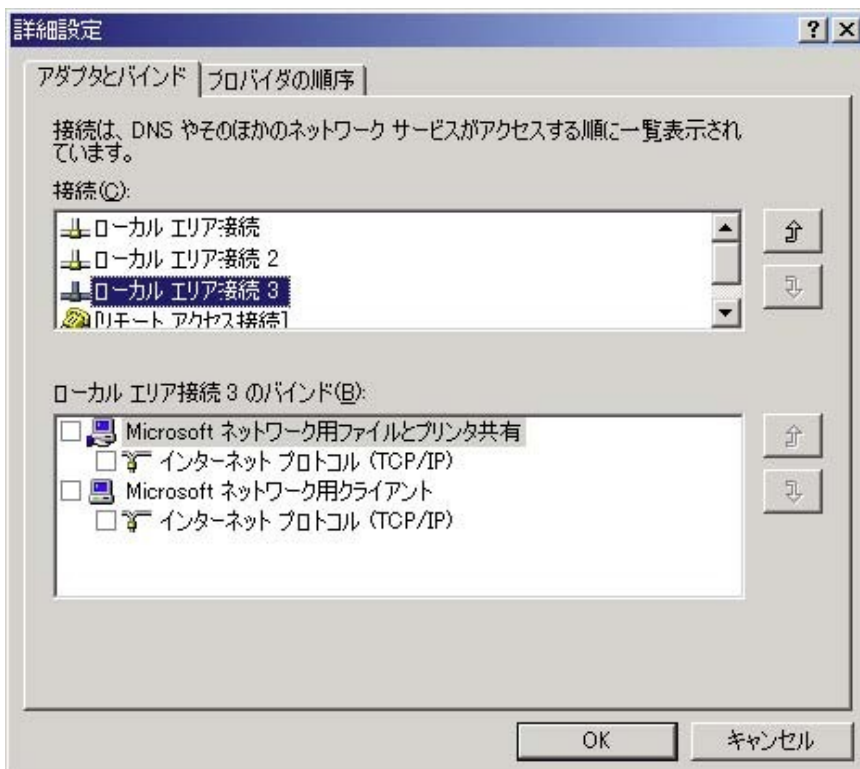 詳細設定
アダプタとバインド
プロバイダの順序
接続は、DNS やそのほかのネットワーク サービスがアクセスする順に一覧表示され
ています。
接続(C):
ローカル エリア接続
ローカル エリア接続 2
ローカル エリア接続 3
[リモート アクセス接続]
ローカル エリア接続 3 のバインド(B):
Microsoft ネットワーク用ファイルとプリンタ共有
インターネット プロトコル (TCP/IP)
Microsoft ネットワーク用クライアント
インターネット プロトコル (TCP/IP)
OK
キャンセル